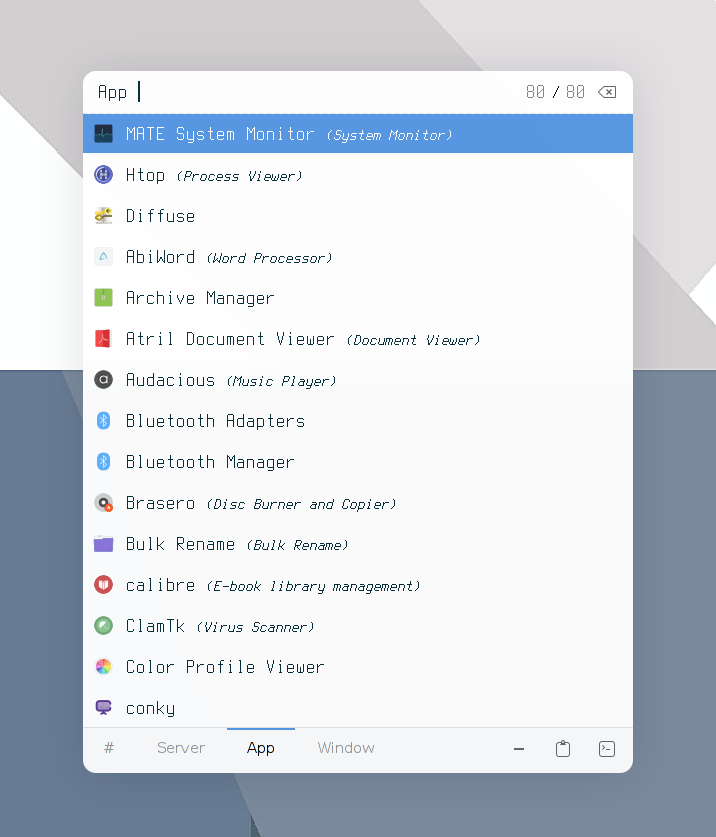 App 80 / 80
MATE System Monitor (System Monitor)
Htop (Process Viewer)
Diffuse
AbiWord (Word Processor)
Archive Manager
Atril Document Viewer (Document Viewer)
Audacious (Music Player)
Bluetooth Adapters
Bluetooth Manager
Brasero (Disc Burner and Copier)
Bulk Rename (Bulk Rename)
calibre (E-book library management)
ClamTk (Virus Scanner)
Color Profile Viewer
conky
# Server App Window